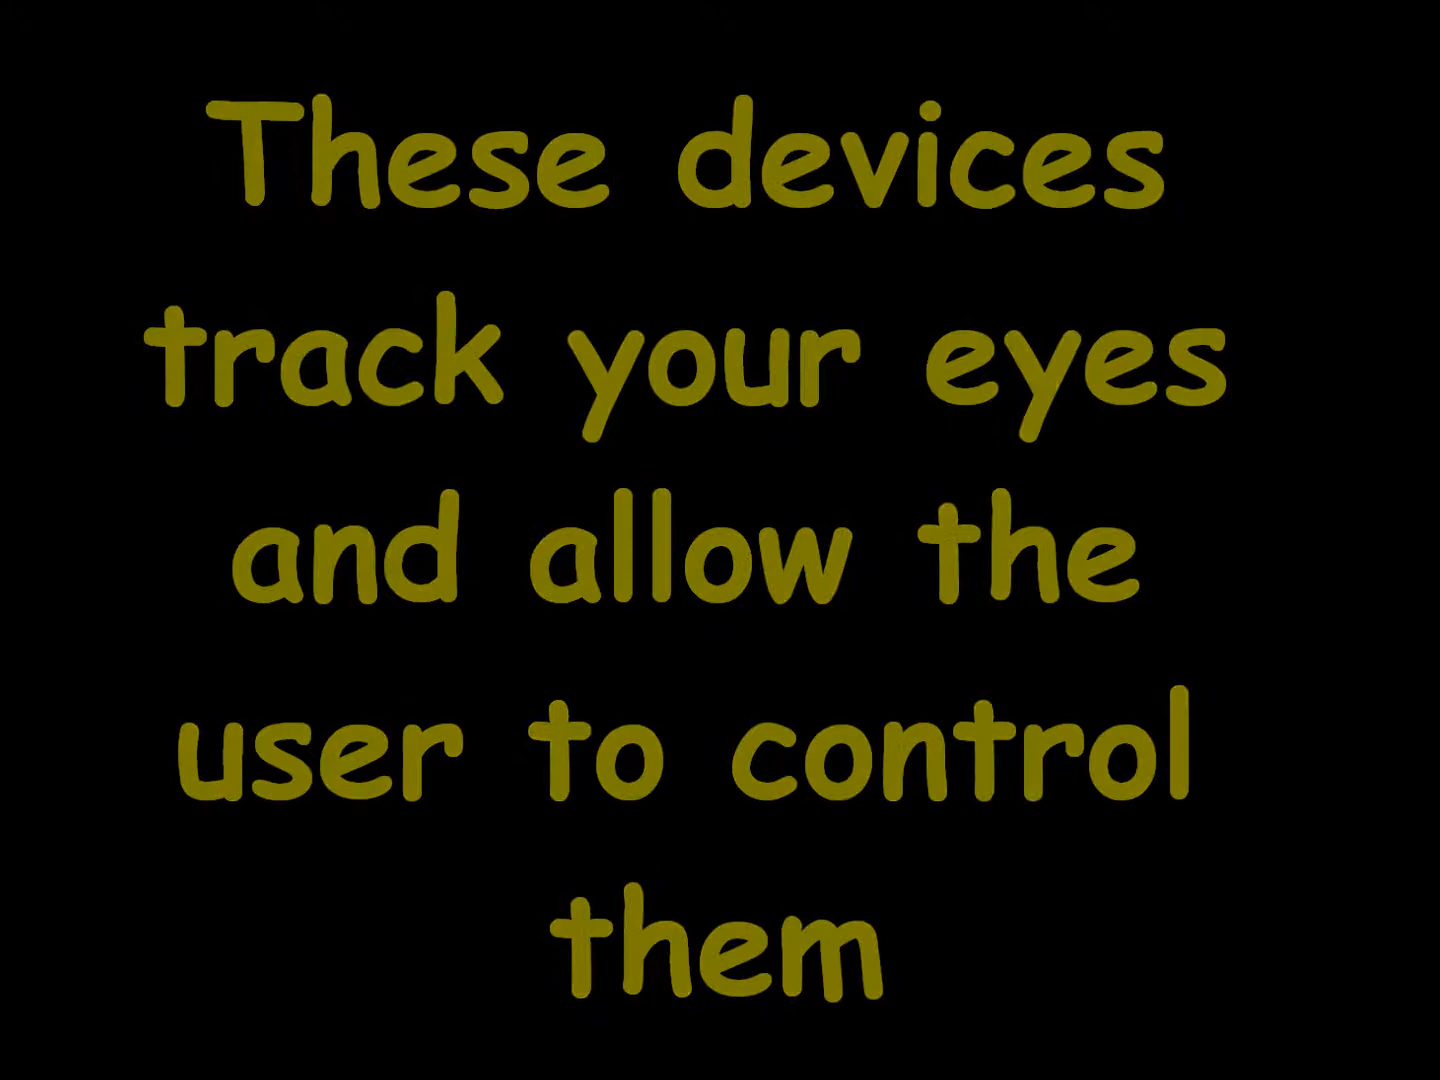 These devices
track your eyes
and allow the
user to control
them